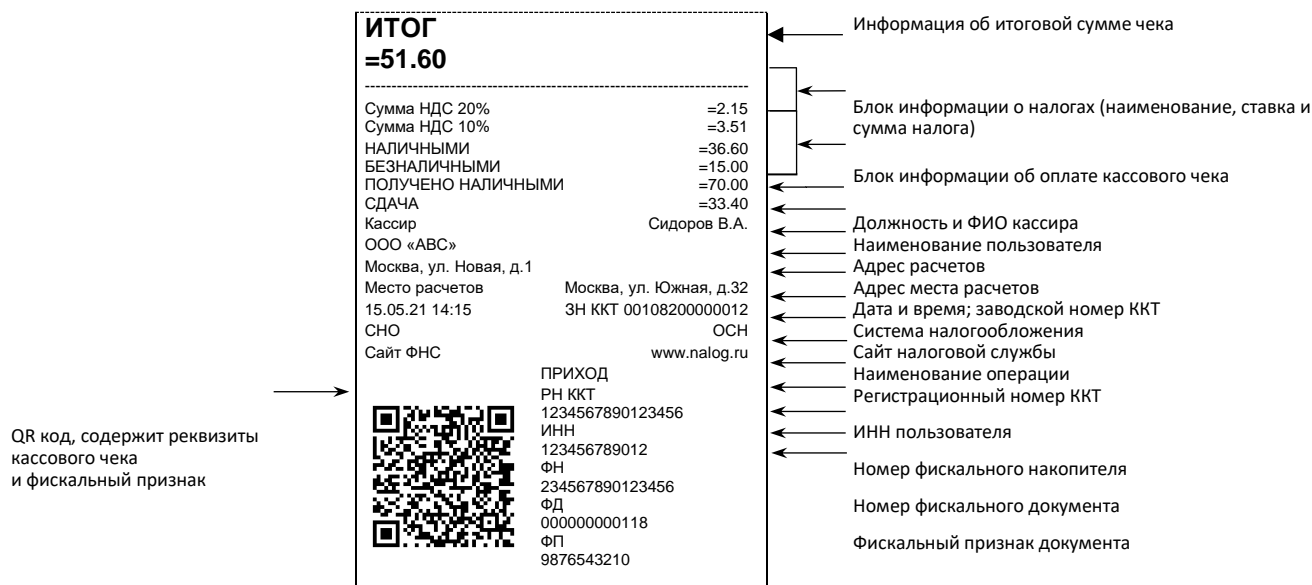 ИТОГ
=51.60
Сумма НДС 20% =2.15
Сумма НДС 10% =3.51
НАЛИЧНЫМИ =36.60
БЕЗНАЛИЧНЫМИ =15.00
ПОЛУЧЕНО НАЛИЧНЫМИ =70.00
СДАЧА =33.40
Кассир Сидоров В.А.
ООО «АВС»
Москва, ул. Новая, д.1
Место расчетов Москва, ул. Южная, д.32
15.05.21 14:15 ЗН ККТ 00108200000012
СНО ОСН
Сайт ФНС www.nalog.ru
ПРИХОД
РН ККТ
1234567890123456
ИНН
123456789012
ФН
234567890123456
ФД
000000000118
ФП
9876543210
QR код, содержит реквизиты
кассового чека
и фискальный признак
Информация об итоговой сумме чека
Блок информации о налогах (наименование, ставка и
сумма налога)
Блок информации об оплате кассового чека
Должность и ФИО кассира
Наименование пользователя
Адрес расчетов
Адрес места расчетов
Дата и время; заводской номер ККТ
Система налогообложения
Сайт налоговой службы
Наименование операции
Регистрационный номер ККТ
ИНН пользователя
Номер фискального накопителя
Номер фискального документа
Фискальный признак документа